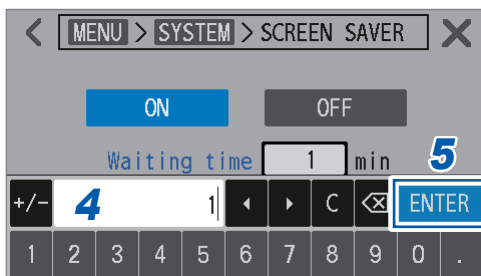 MENU > SYSTEM > SCREEN SAVER
ON OFF
Waiting time 1 min
5
+/- 4 1 C ENTER
1 2 3 4 5 6 7 8 9 0 .